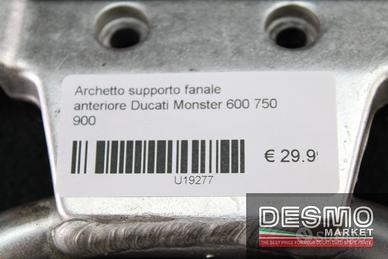 Archetto supporto fanale
anteriore Ducati Monster 600 750
900
€ 29.9
U19277
DESMO
MARKET